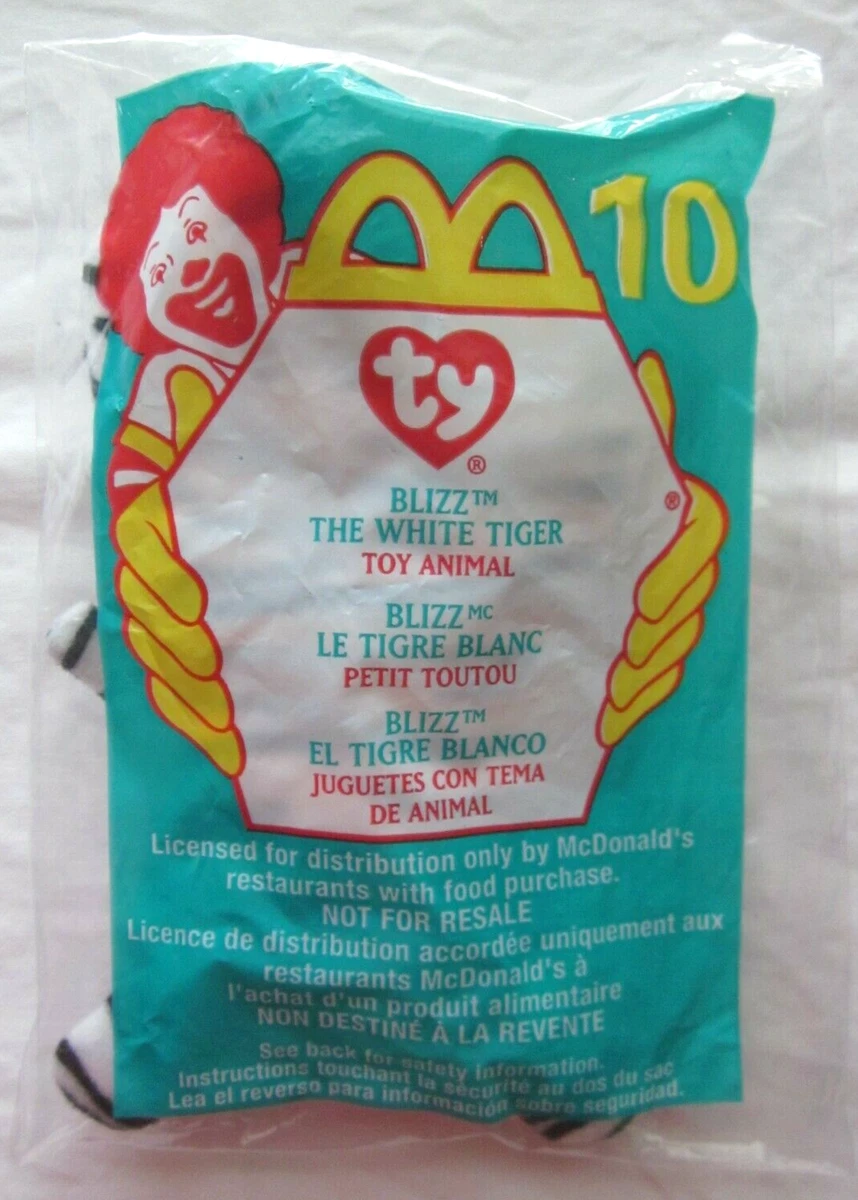 10
ty
®
BLIZZ™
THE WHITE TIGER
TOY ANIMAL
®
BLIZZ MC
LE TIGRE BLANC
PETIT TOUTOU
BLIZZ™
EL TIGRE BLANCO
JUGUETES CON TEMA
DE ANIMAL
Licensed for distribution only by McDonald's
restaurants with food purchase.
NOT FOR RESALE
Licence de distribution accordée uniquement aux
restaurants McDonald's à
l'achat d'un produit alimentaire
NON DESTINÉ À LA REVENTE
See back for safety information.
Instructions touchant la sécurité au dos du sac
Lea el reverso para información sobre seguridad.